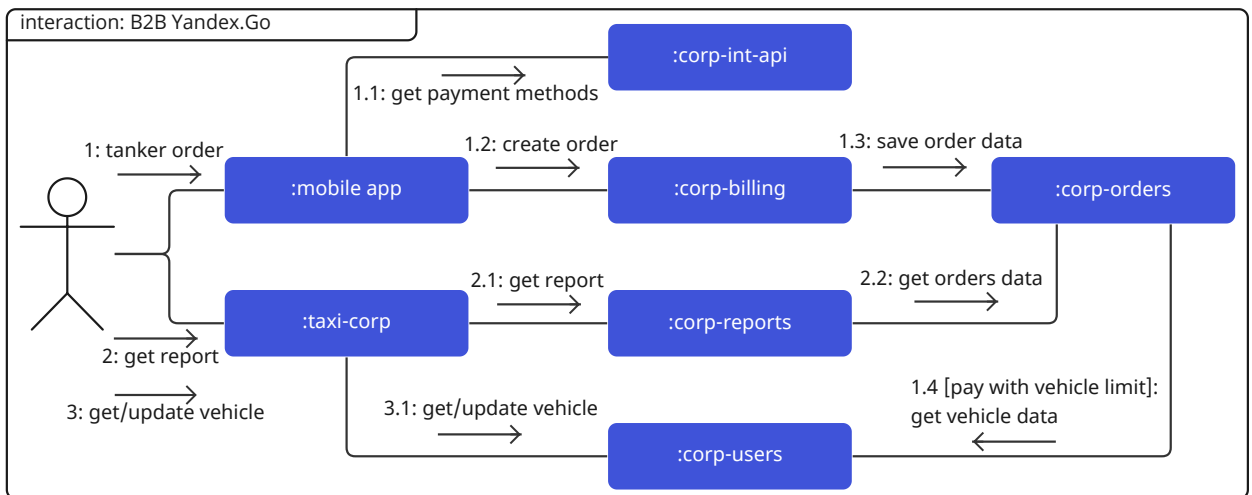 interaction: B2B Yandex.Go
:corp-int-api
1.1: get payment methods
1: tanker order
1.2: create order
1.3: save order data
:mobile app
:corp-billing
:corp-orders
2.1: get report
2.2: get orders data
:taxi-corp
:corp-reports
2: get report
3: get/update vehicle
3.1: get/update vehicle
1.4 [pay with vehicle limit]:
get vehicle data
:corp-users